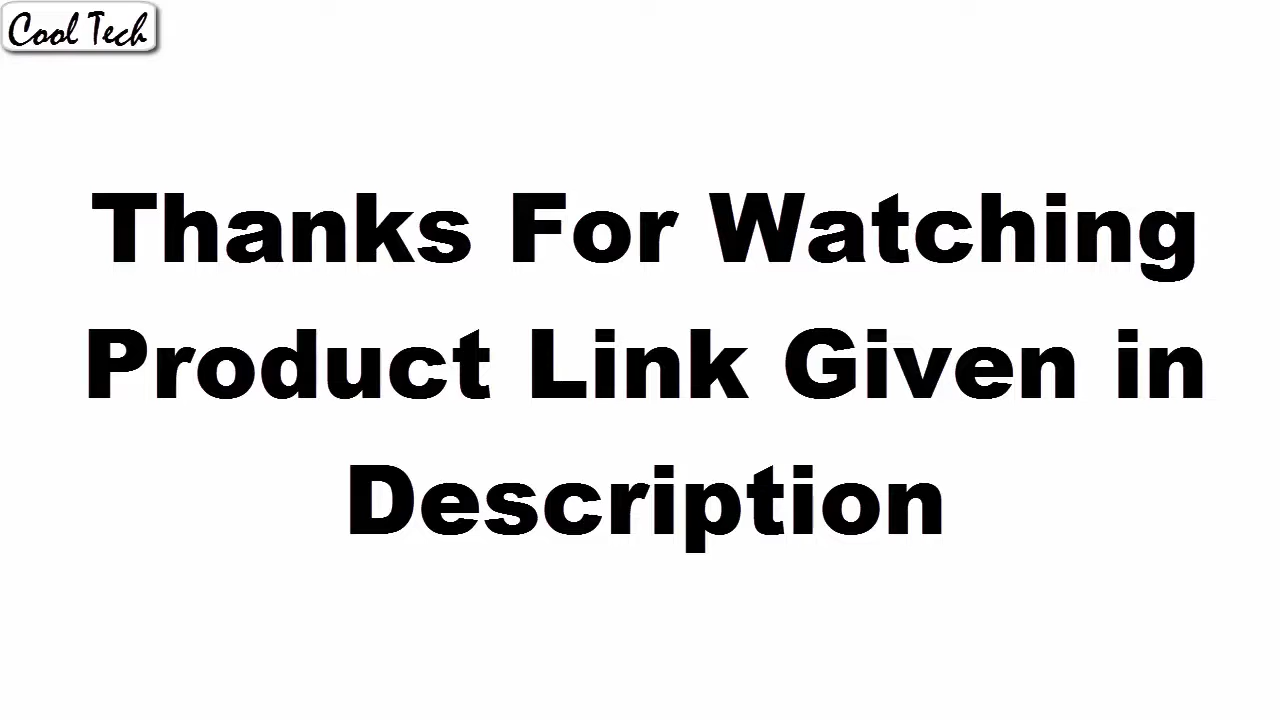 Cool Tech
Thanks For Watching
Product Link Given in
Description